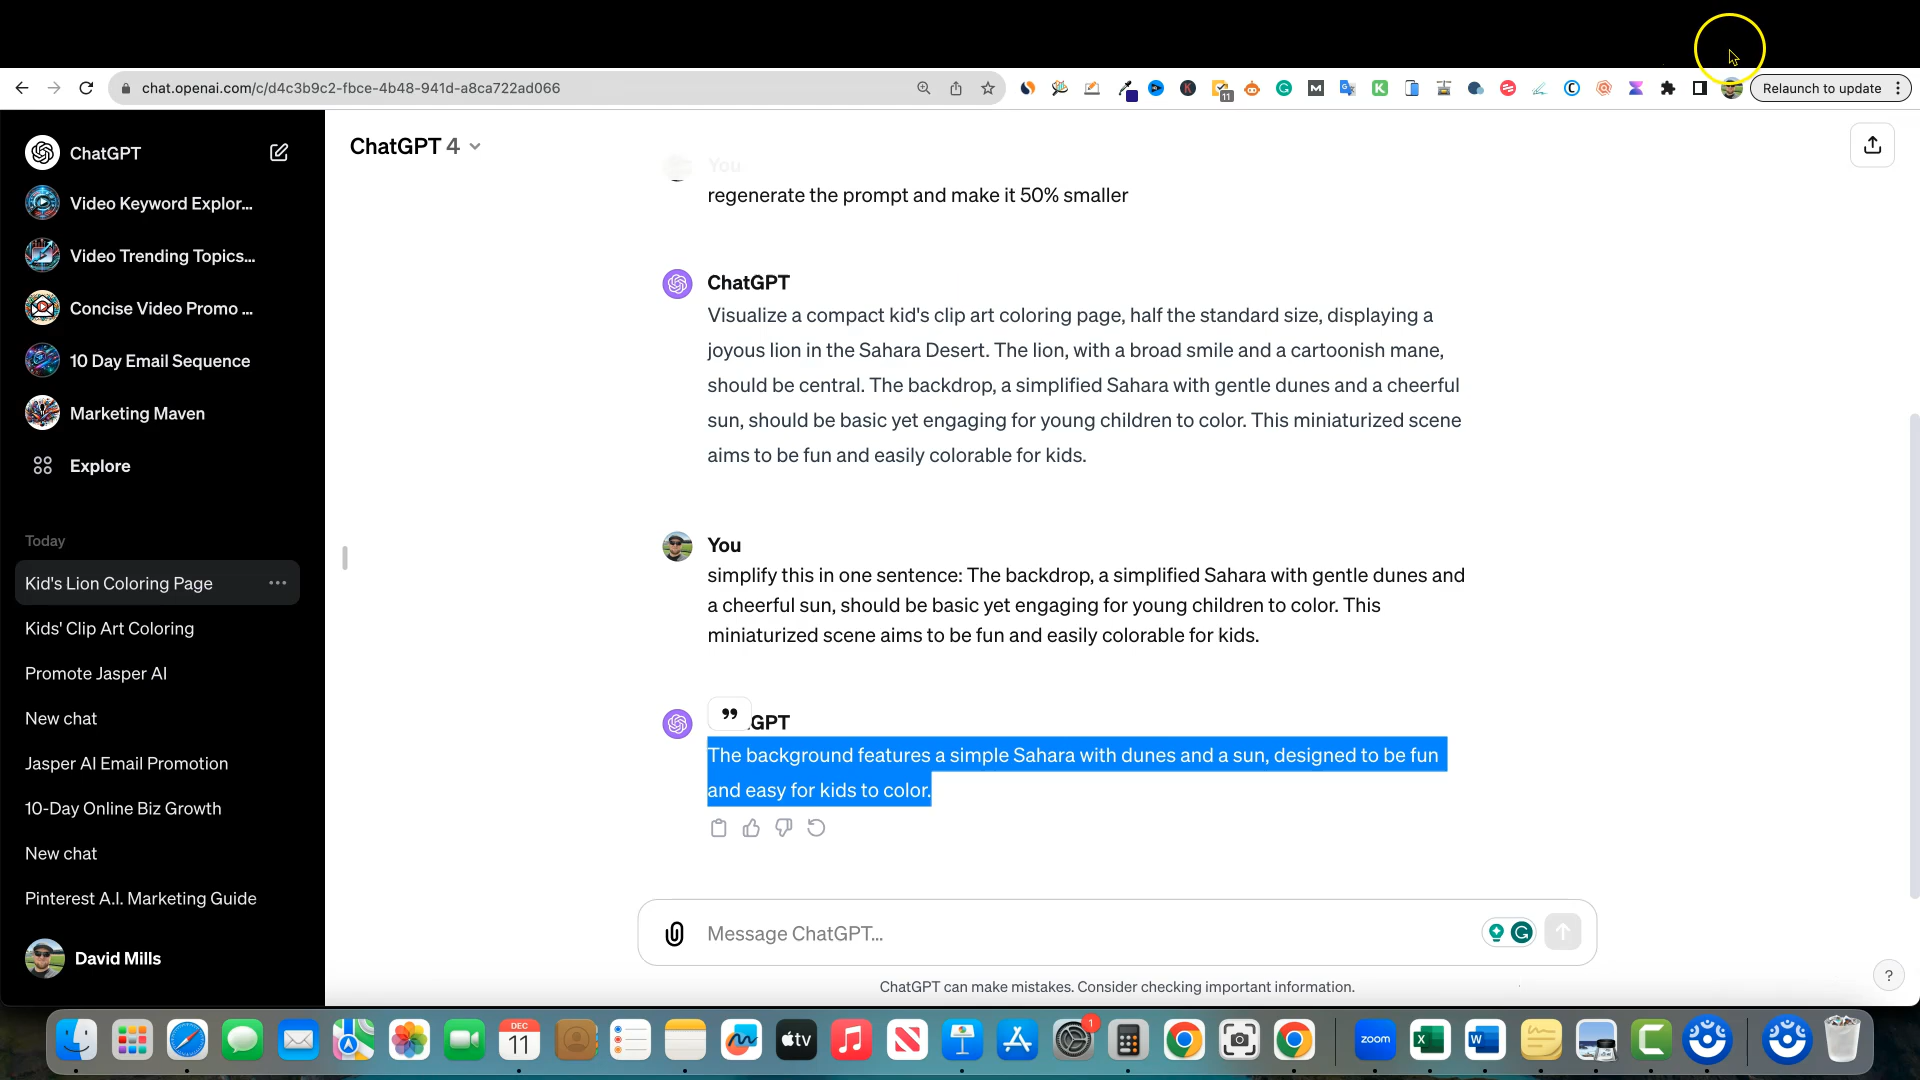 chat.openai.com/c/d4c3b9c2-fbce-4b48-941d-a8ca722ad066
11
Relaunch to update
ChatGPT
Video Keyword Explor...
Video Trending Topics...
Concise Video Promo ...
10 Day Email Sequence
Marketing Maven
Explore
Today
Kid's Lion Coloring Page
Kids' Clip Art Coloring
Promote Jasper AI
New chat
Jasper AI Email Promotion
10-Day Online Biz Growth
New chat
Pinterest A.I. Marketing Guide
David Mills
ChatGPT 4
You
regenerate the prompt and make it 50% smaller
ChatGPT
Visualize a compact kid's clip art coloring page, half the standard size, displaying a
joyous lion in the Sahara Desert. The lion, with a broad smile and a cartoonish mane,
should be central. The backdrop, a simplified Sahara with gentle dunes and a cheerful
sun, should be basic yet engaging for young children to color. This miniaturized scene
aims to be fun and easily colorable for kids.
You
simplify this in one sentence: The backdrop, a simplified Sahara with gentle dunes and
a cheerful sun, should be basic yet engaging for young children to color. This
miniaturized scene aims to be fun and easily colorable for kids.
GPT
The background features a simple Sahara with dunes and a sun, designed to be fun
and easy for kids to color.
Message ChatGPT...
ChatGPT can make mistakes. Consider checking important information.
?
DEC
11
tv
1
zoom
X
W